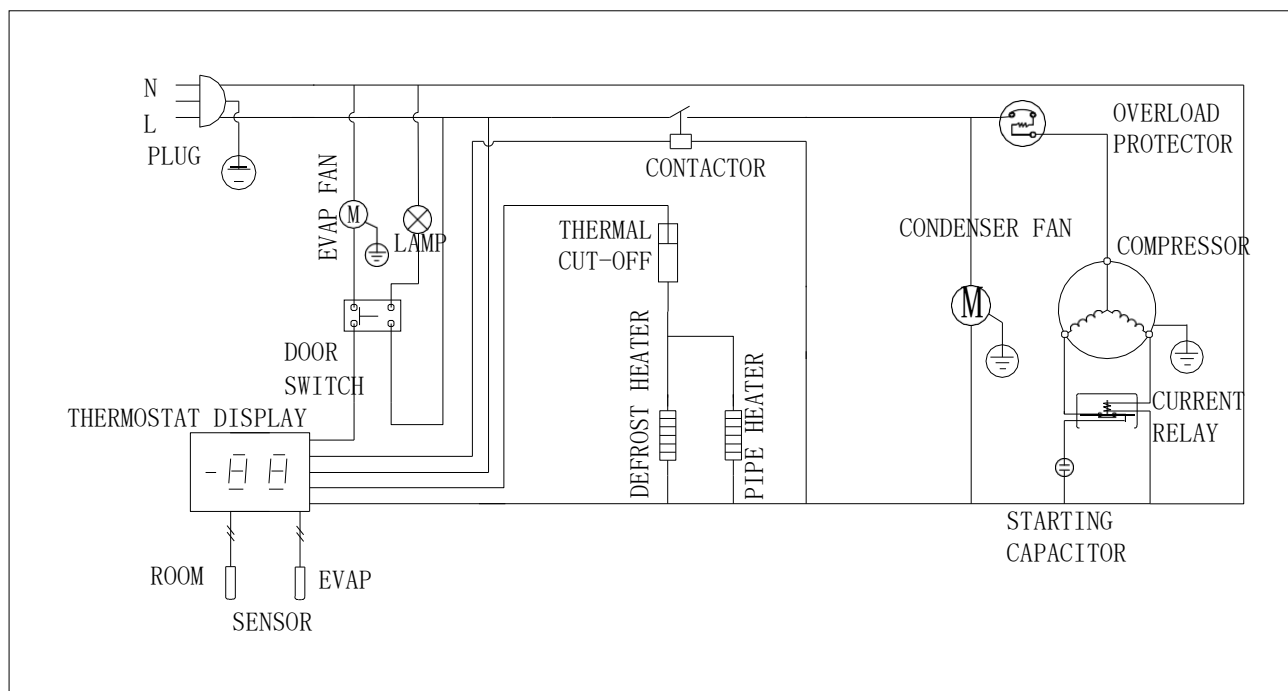 N
L
PLUG
EVAP FAN
M
LAMP
DOOR
SWITCH
THERMOSTAT DISPLAY
-88
ROOM
EVAP
SENSOR
CONTACTOR
THERMAL
CUT-OFF
DEFROST HEATER
PIPE HEATER
CONDENSER FAN
M
OVERLOAD
PROTECTOR
COMPRESSOR
CURRENT
RELAY
STARTING
CAPACITOR